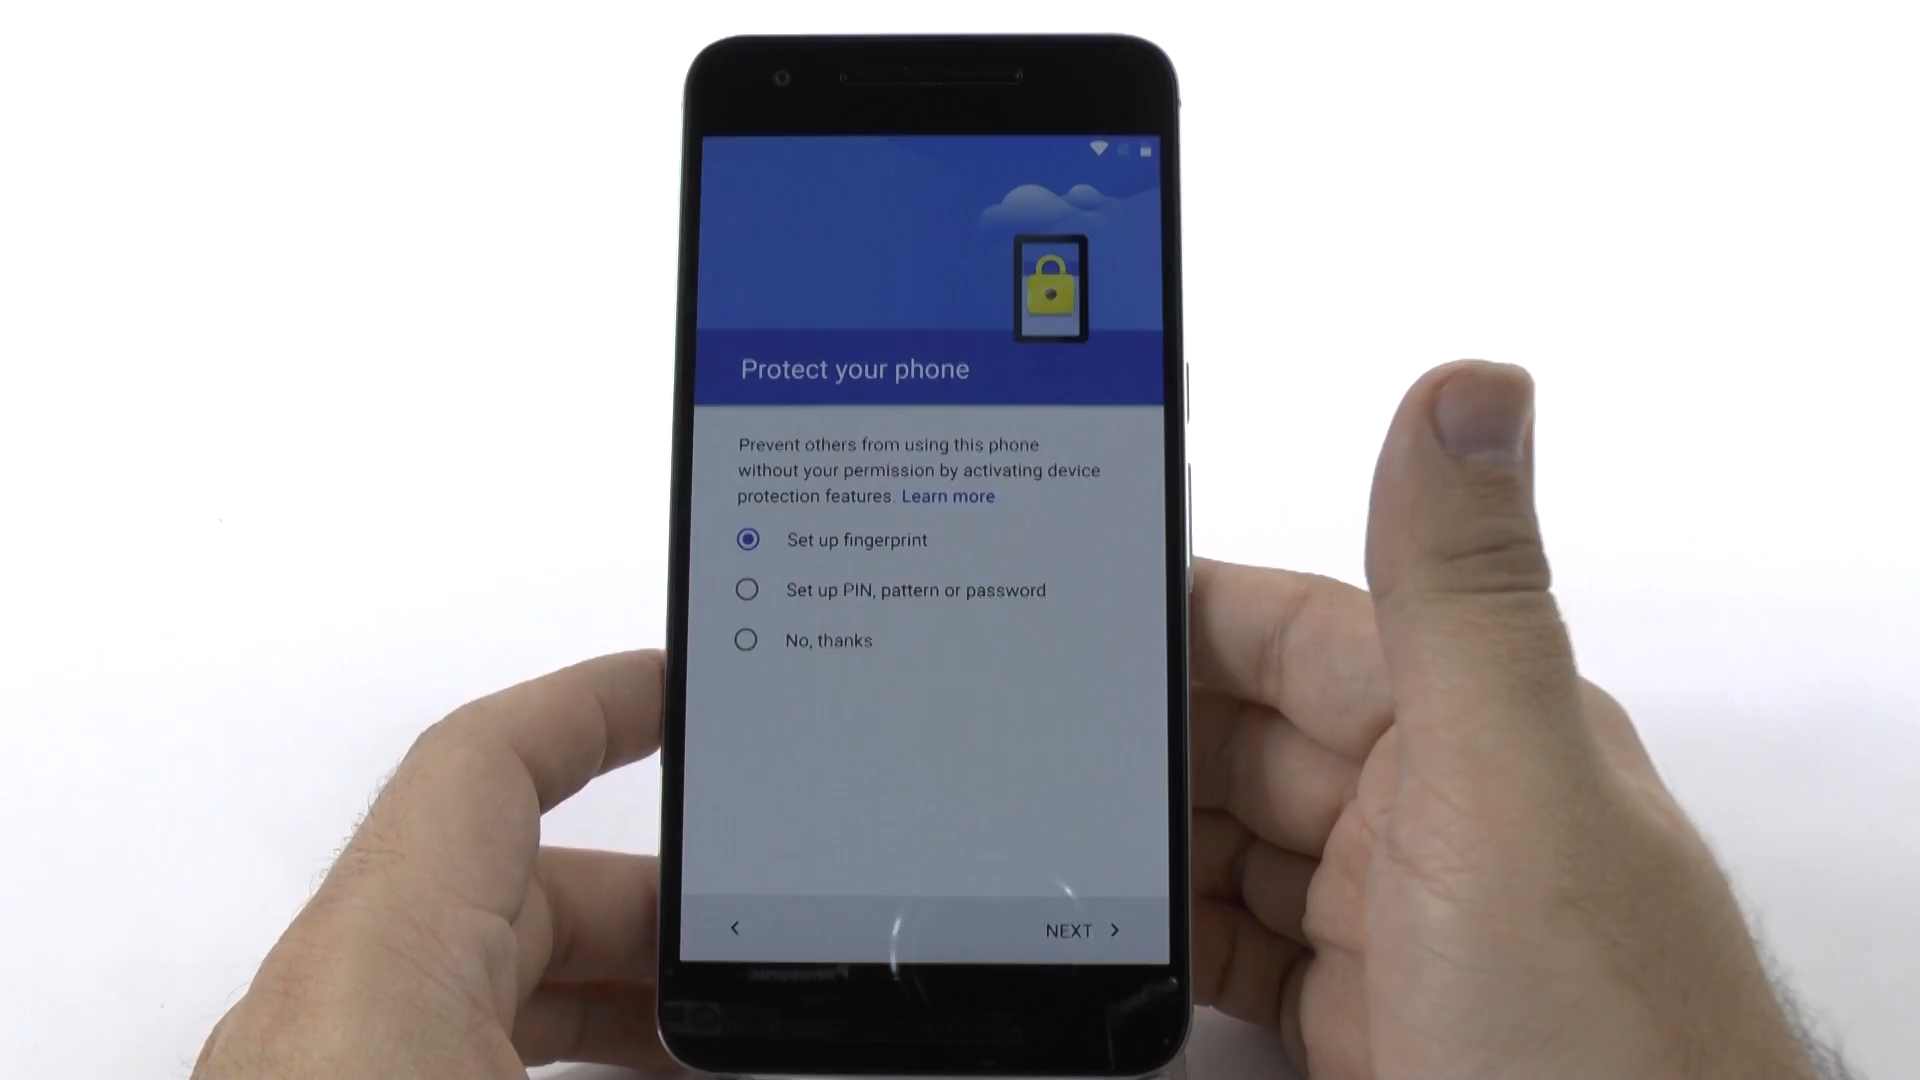 Protect your phone
Prevent others from using this phone
without your permission by activating device
protection features. Learn more
Set up fingerprint
Set up PIN, pattern or password
No, thanks
NEXT